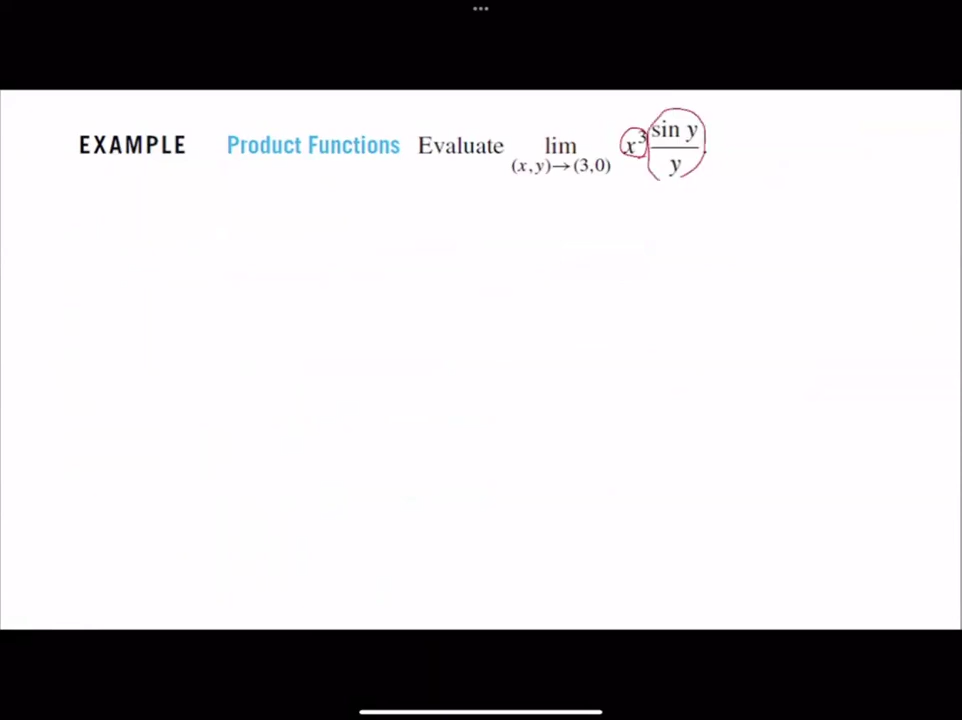 EXAMPLE Product Functions Evaluate lim (x,y)→(3,0) x³ sin y / y.